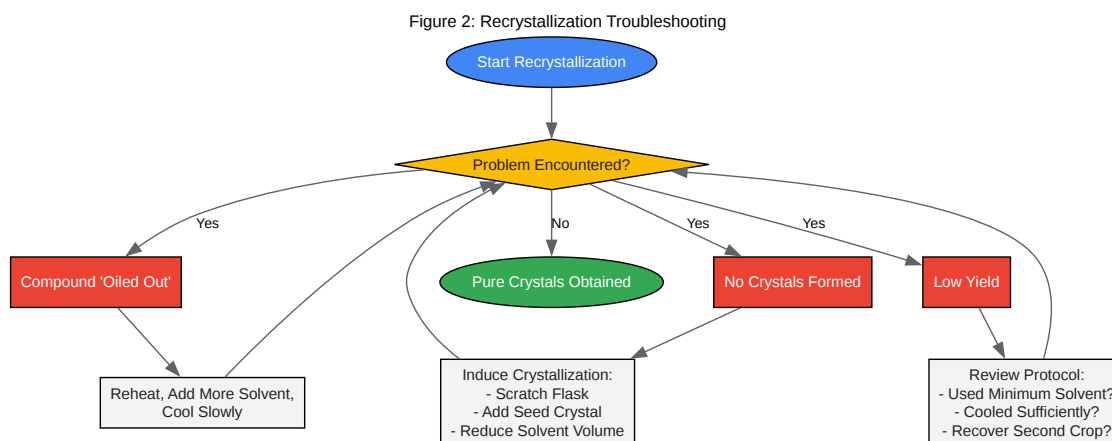 Figure 2: Recrystallization Troubleshooting
Start Recrystallization
Problem Encountered?
Yes
No
Yes
Yes
Compound 'Oiled Out'
Pure Crystals Obtained
No Crystals Formed
Low Yield
Reheat, Add More Solvent,
Cool Slowly
Induce Crystallization:
- Scratch Flask
- Add Seed Crystal
- Reduce Solvent Volume
Review Protocol:
- Used Minimum Solvent?
- Cooled Sufficiently?
- Recover Second Crop?